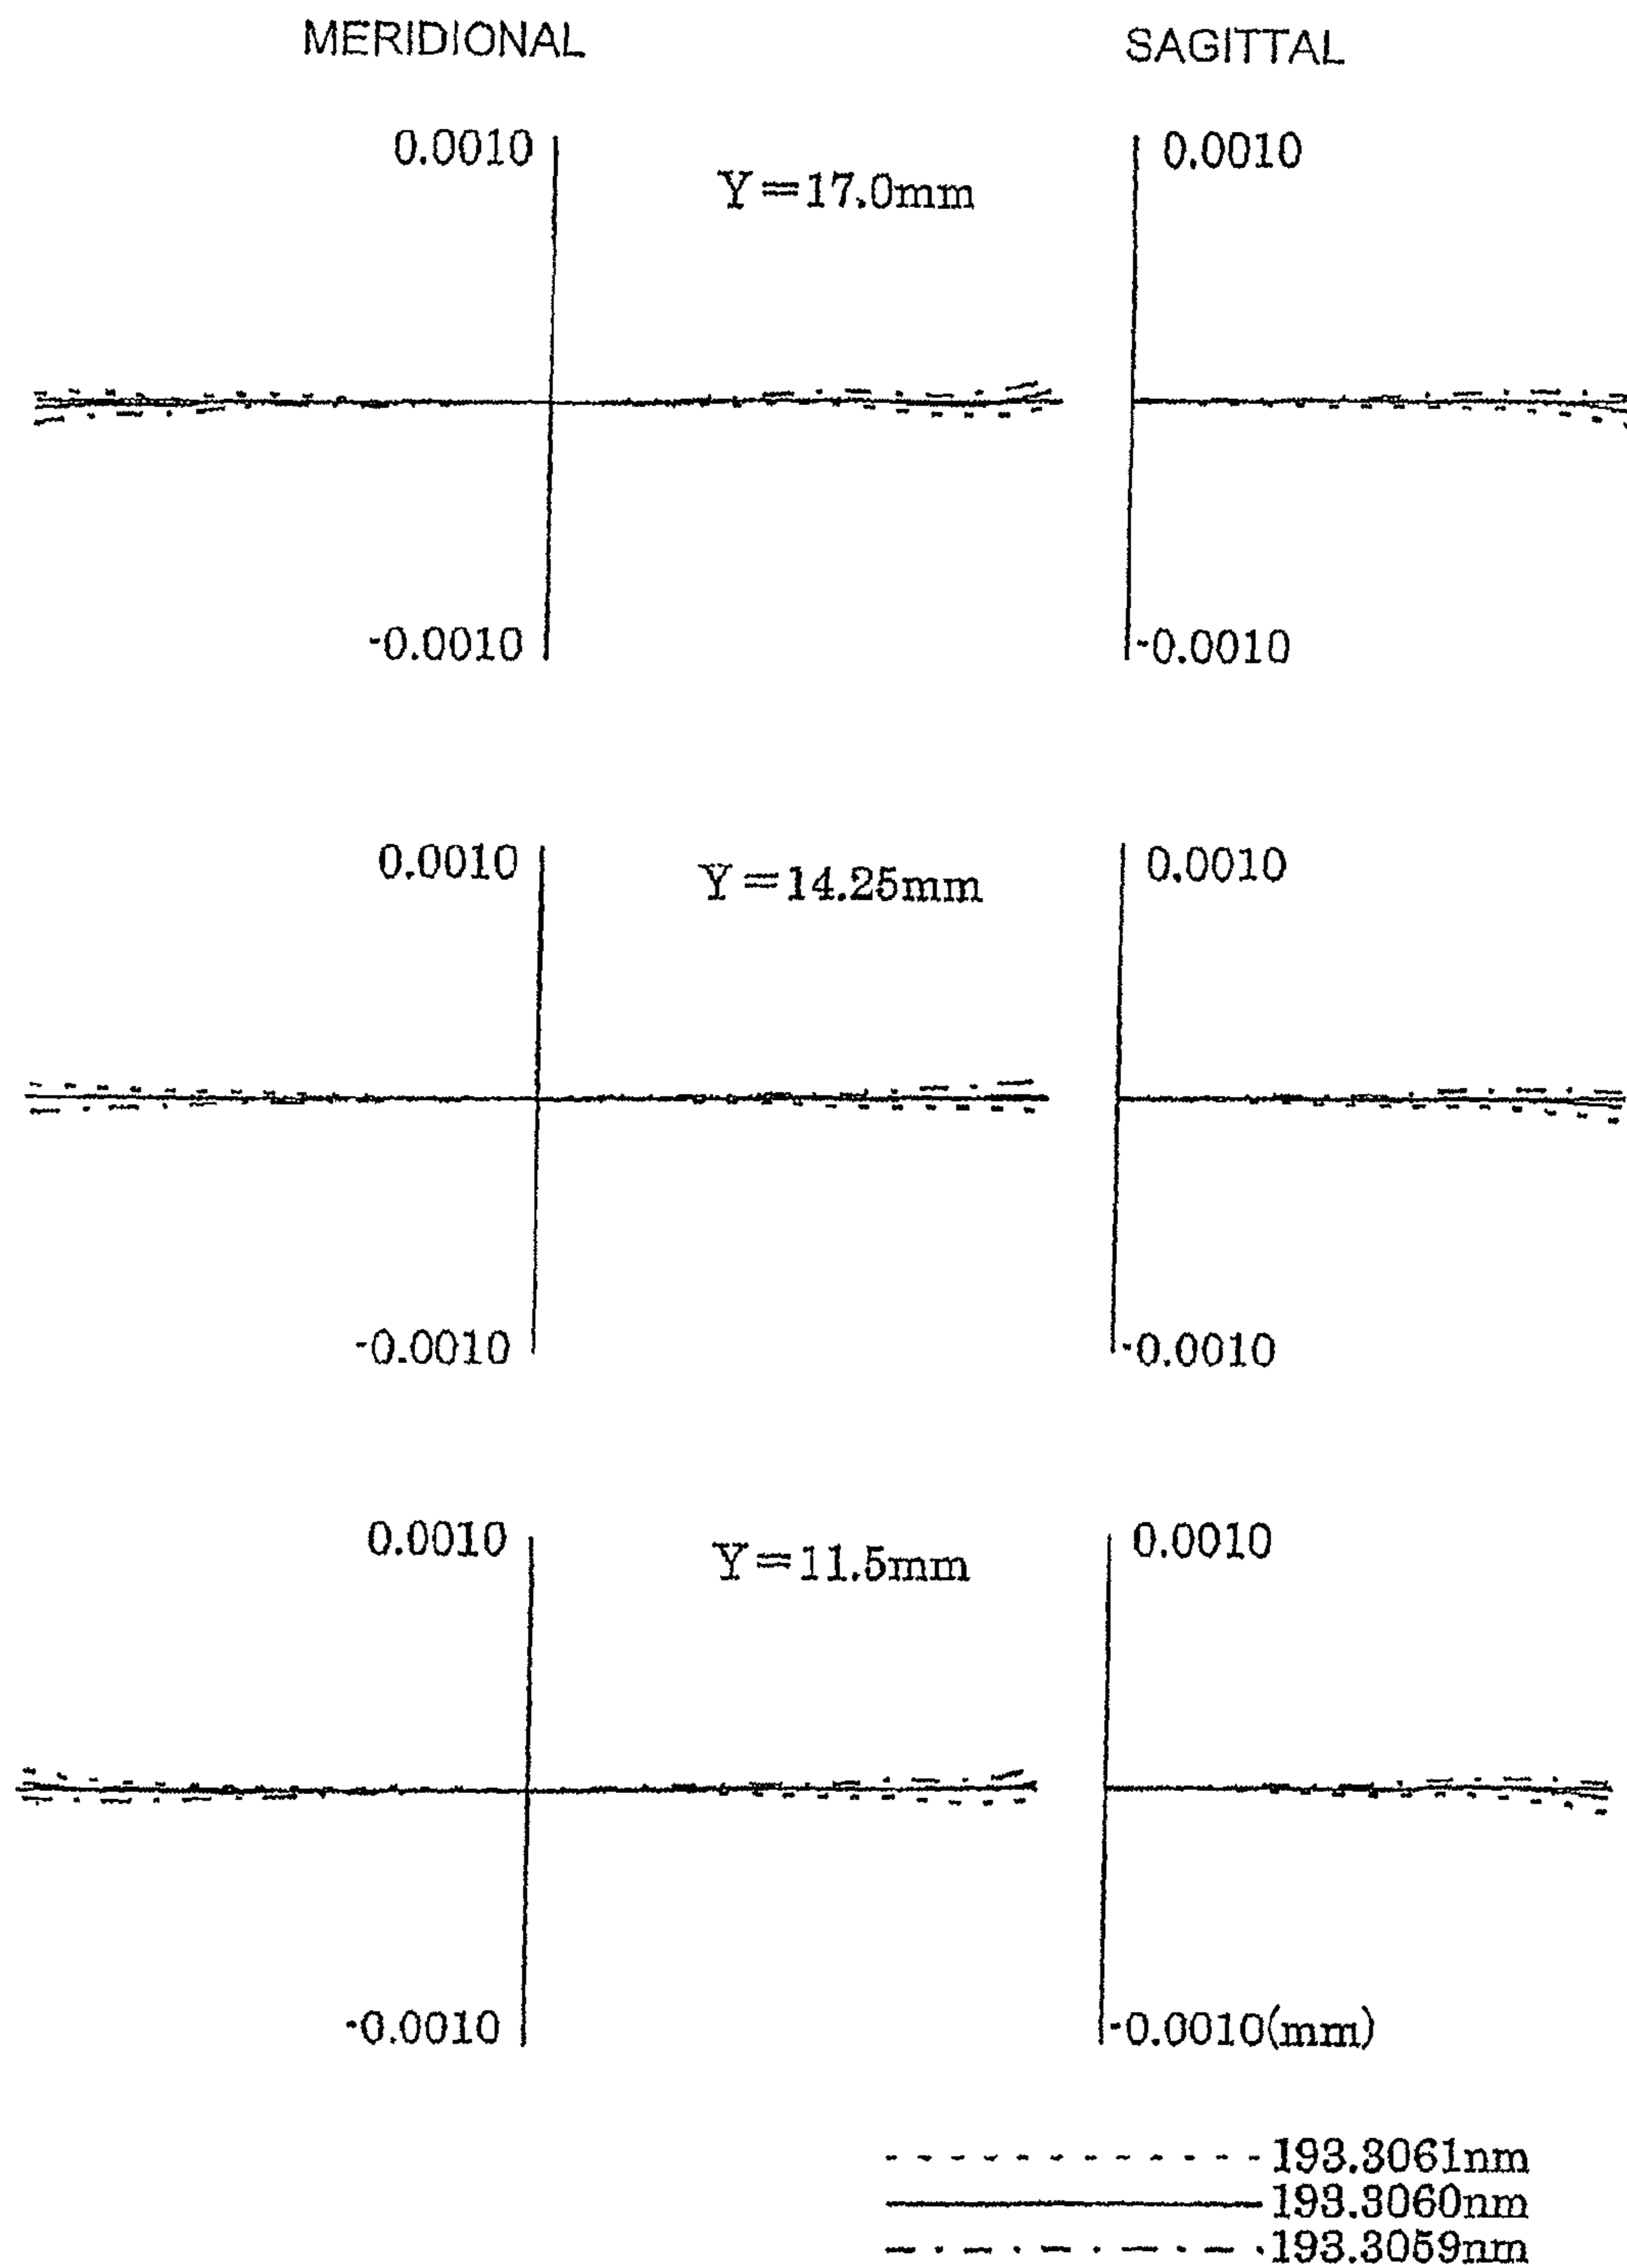 MERIDIONAL SAGITTAL
0.0010 Y=17.0mm 0.0010
-0.0010 -0.0010
0.0010 Y=14.25mm 0.0010
-0.0010 -0.0010
0.0010 Y=11.5mm 0.0010
-0.0010 -0.0010(mm)
193.3061nm
193.3060nm
193.3059nm